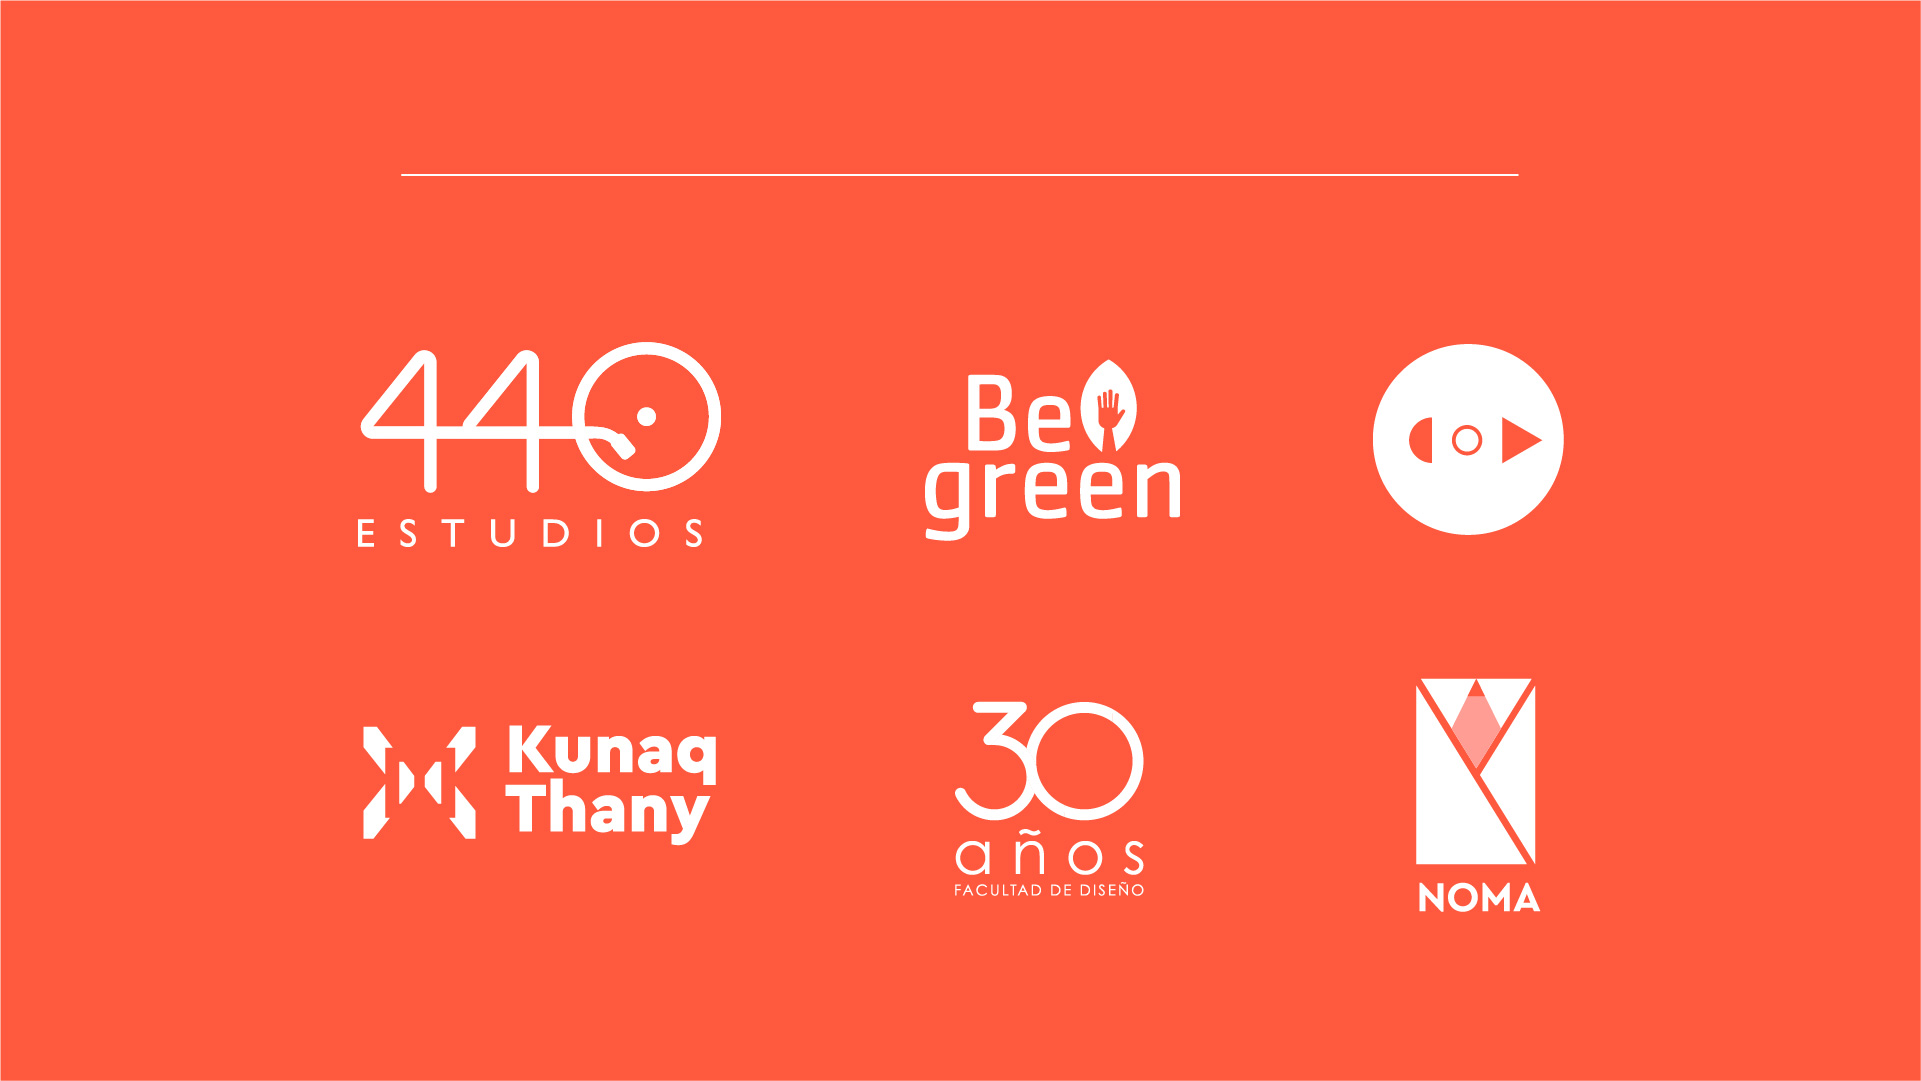 440
ESTUDIOS
Be
green
Kunaq
Thany
30
años
FACULTAD DE DISEÑO
NOMA